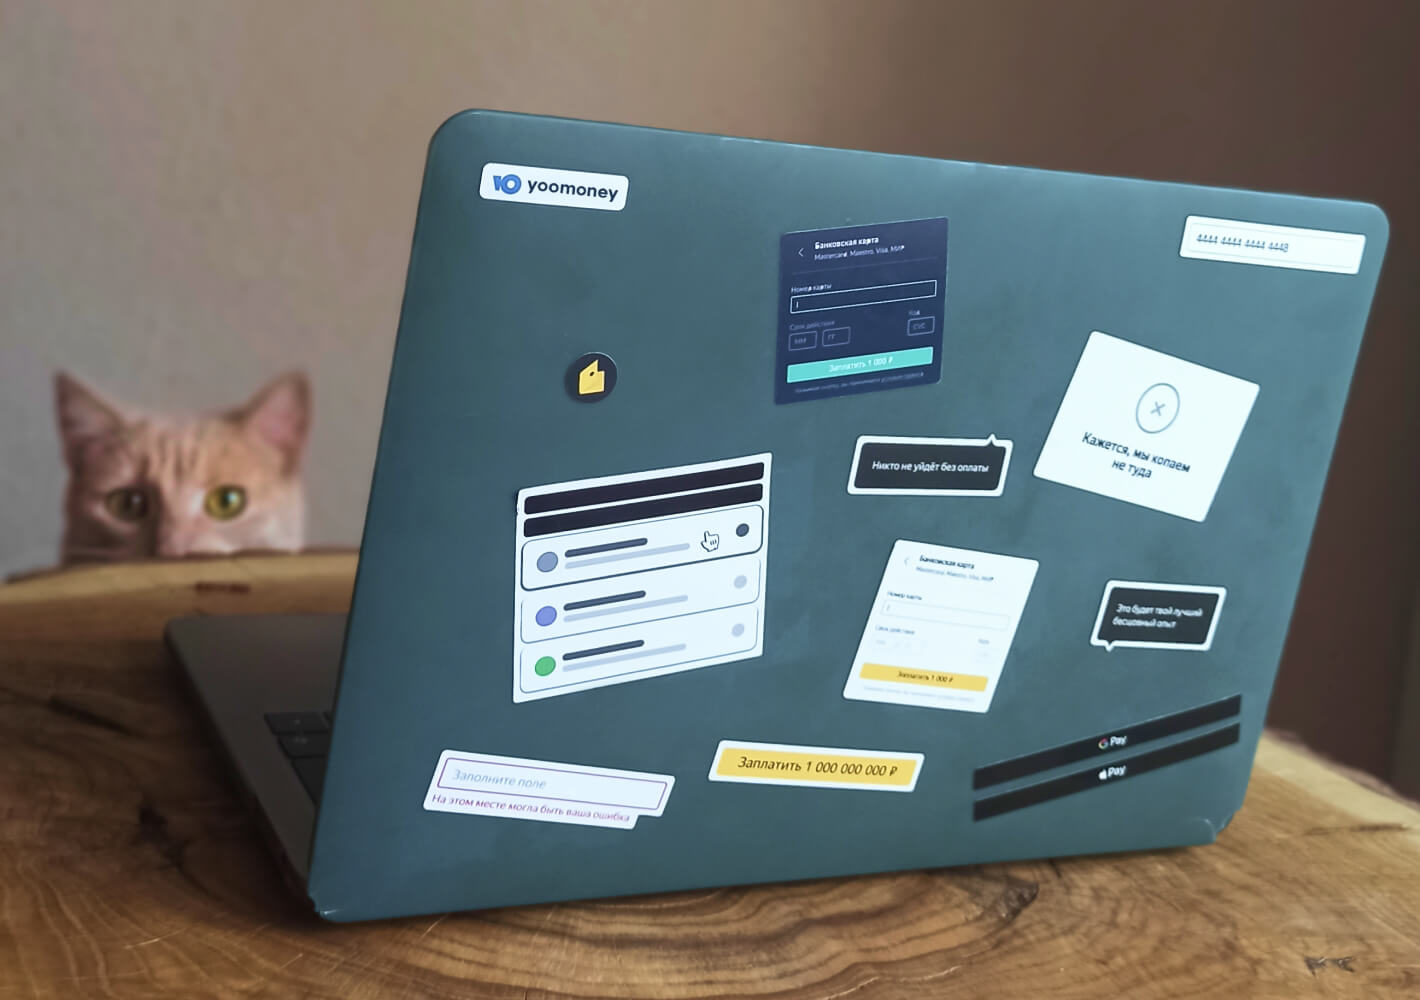 yoomoney
4444 4444 4444 4448
Банковская карта
Mastercard, Maestro, Visa, МИР
Номер карты
Срок действия
Код
ММ
ГГ
CVC
Заплатить 1 000 ₽
Кажется, мы копаем
не туда
Никто не уйдёт без оплаты
Банковская карта
Mastercard, Maestro, Visa, МИР
Номер карты
Срок действия
Код
Заплатить 1 000 ₽
Это будет твой лучший
бесшовный опыт
G Pay
Pay
Заполните поле
На этом месте могла быть ваша ошибка
Заплатить 1 000 000 000 ₽